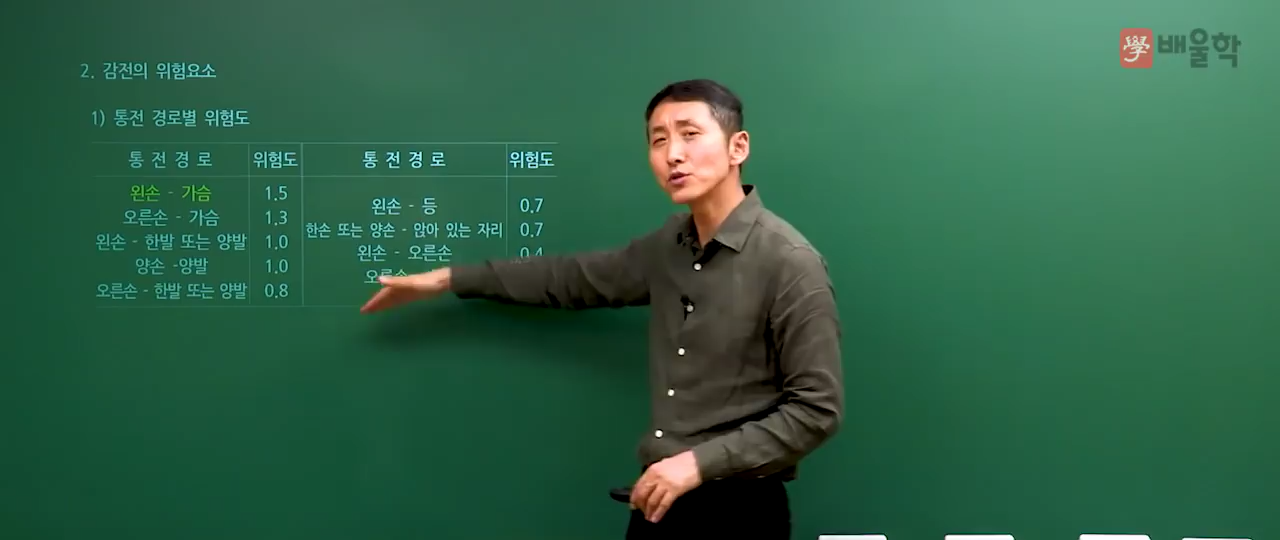 學 배울학
2. 감전의 위험요소
1) 통전 경로별 위험도
통 전 경 로 위험도 통 전 경 로 위험도
왼손 - 가슴 1.5
오른손 - 가슴 1.3
왼손 - 한발 또는 양발 1.0
양손 -양발 1.0
오른손 - 한발 또는 양발 0.8
왼손 - 등 0.7
한손 또는 양손 - 앉아 있는 자리 0.7
왼손 - 오른손 0.4
오른손 -